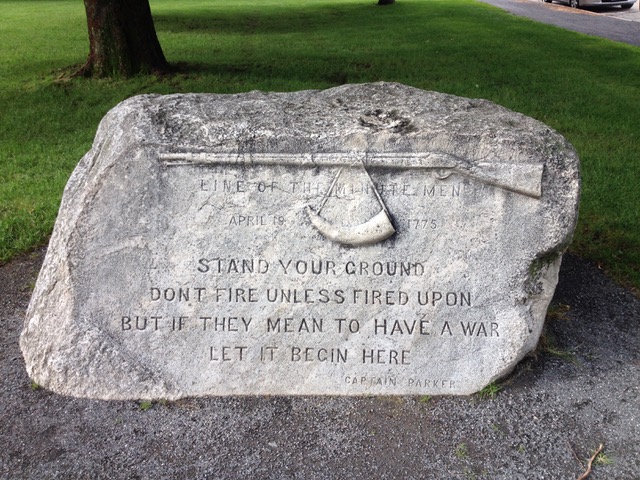 LINE OF THE MINUTE MEN
APRIL 19 1775
STAND YOUR GROUND
DONT FIRE UNLESS FIRED UPON
BUT IF THEY MEAN TO HAVE A WAR
LET IT BEGIN HERE
CAPTAIN PARKER